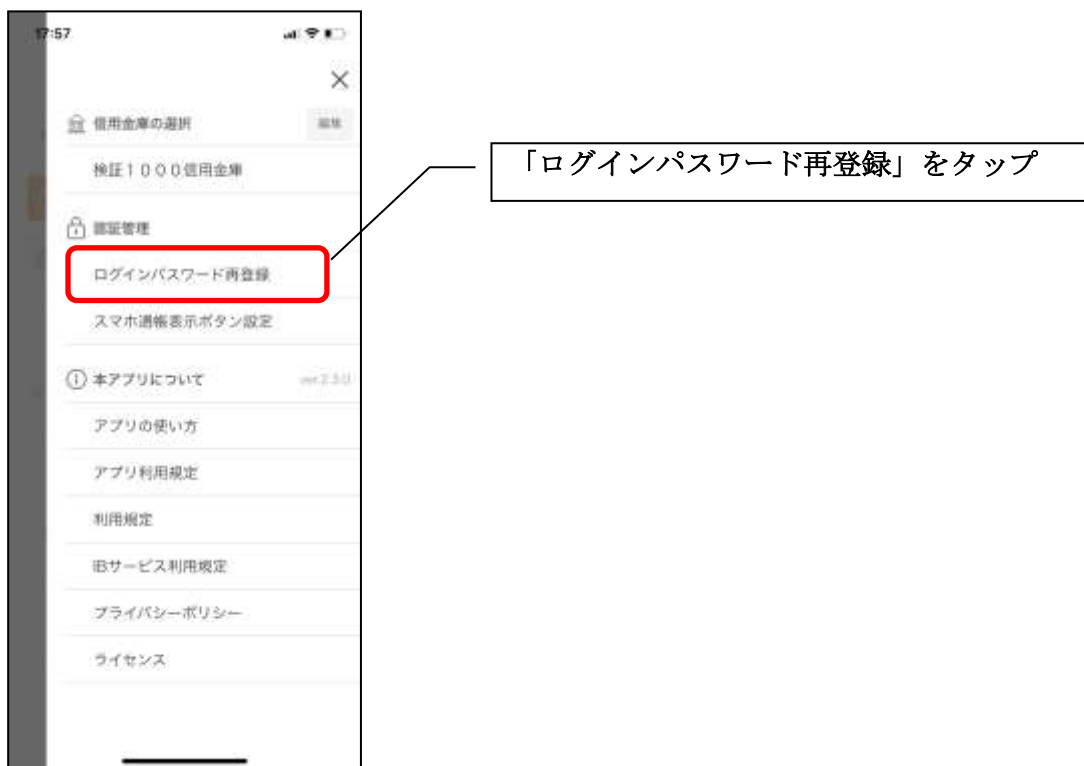 17:57
信用金庫の選択
編集
検証1000信用金庫
認証管理
ログインパスワード再登録
スマホ通帳表示ボタン設定
本アプリについて
ver.2.3.0
アプリの使い方
アプリ利用規定
利用規定
IBサービス利用規定
プライバシーポリシー
ライセンス
「ログインパスワード再登録」をタップ